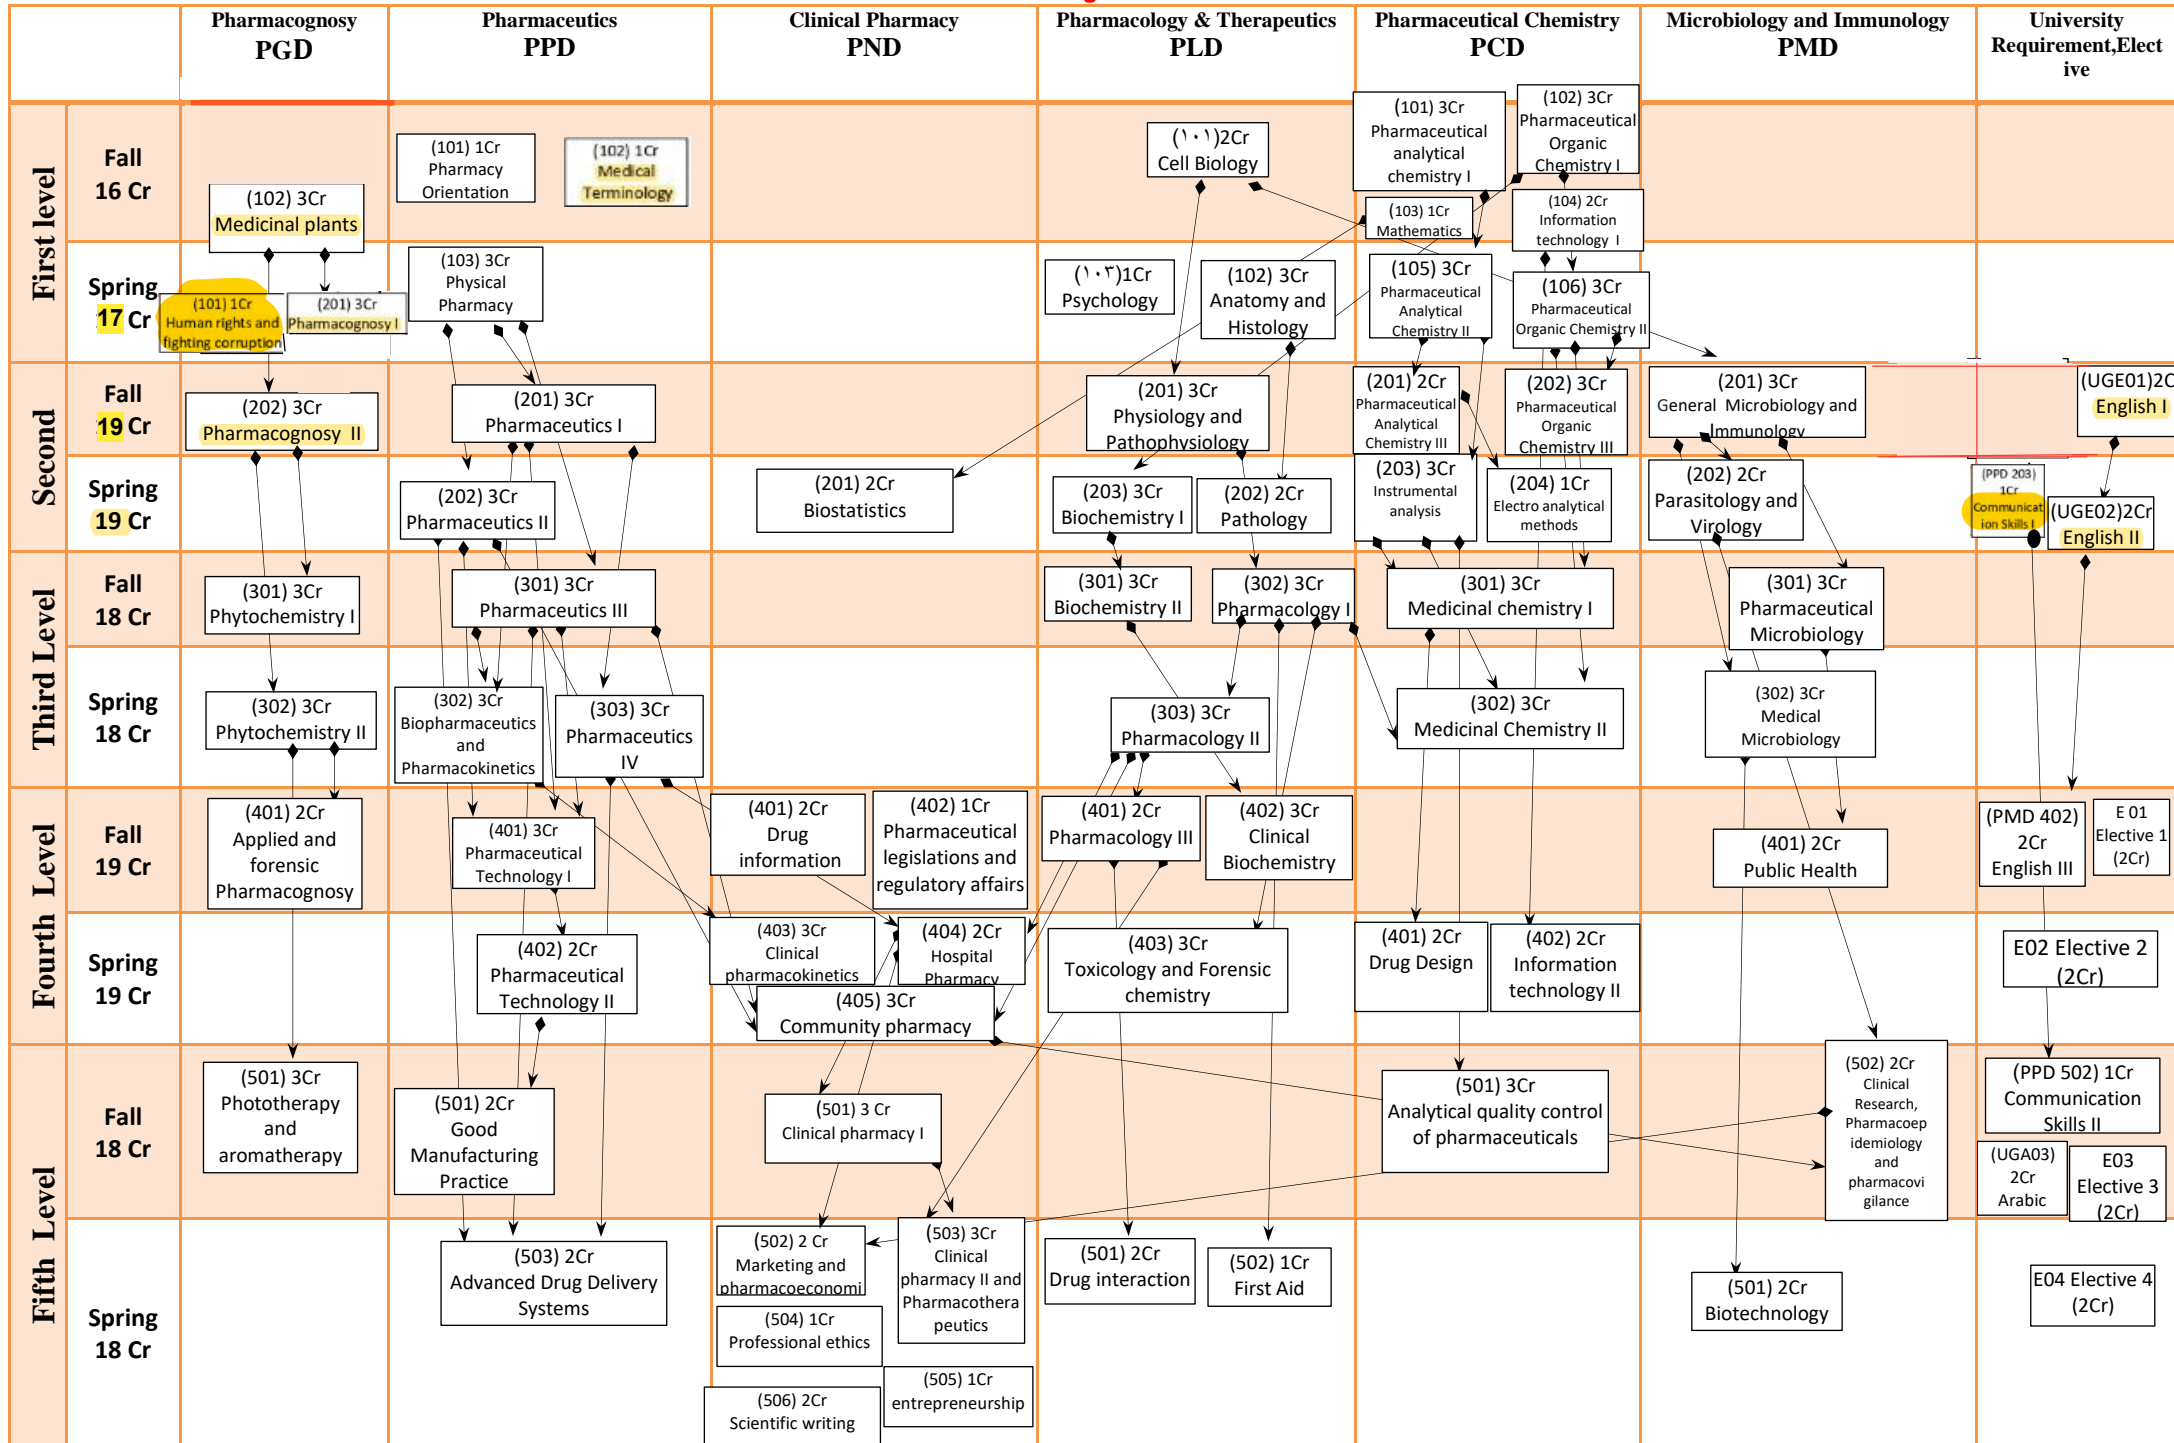 Pharmacognosy
PGD
Pharmaceutics
PPD
Clinical Pharmacy
PND
Pharmacology & Therapeutics
PLD
Pharmaceutical Chemistry
PCD
Microbiology and Immunology
PMD
University
Requirement,Elect
ive
First level
Fall
16 Cr
(102) 3Cr
Medicinal plants
(101) 1Cr
Pharmacy
Orientation
(102) 1Cr
Medical
Terminology
(١٠١)2Cr
Cell Biology
(101) 3Cr
Pharmaceutical
analytical
chemistry I
(102) 3Cr
Pharmaceutical
Organic
Chemistry I
(103) 1Cr
Mathematics
(104) 2Cr
Information
technology I
Spring
17 Cr
(101) 1Cr
Human rights and
fighting corruption
(201) 3Cr
Pharmacognosy I
(103) 3Cr
Physical
Pharmacy
(١٠٣)1Cr
Psychology
(102) 3Cr
Anatomy and
Histology
(105) 3Cr
Pharmaceutical
Analytical
Chemistry II
(106) 3Cr
Pharmaceutical
Organic Chemistry II
Second
Fall
19 Cr
(202) 3Cr
Pharmacognosy II
(201) 3Cr
Pharmaceutics I
(201) 3Cr
Physiology and
Pathophysiology
(201) 2Cr
Pharmaceutical
Analytical
Chemistry III
(202) 3Cr
Pharmaceutical
Organic
Chemistry III
(201) 3Cr
General Microbiology and
Immunology
(UGE01)2C
English I
Spring
19 Cr
(202) 3Cr
Pharmaceutics II
(201) 2Cr
Biostatistics
(203) 3Cr
Biochemistry I
(202) 2Cr
Pathology
(203) 3Cr
Instrumental
analysis
(204) 1Cr
Electro analytical
methods
(202) 2Cr
Parasitology and
Virology
(PPD 203)
1Cr
Communicat
ion Skills I
(UGE02)2Cr
English II
Third Level
Fall
18 Cr
(301) 3Cr
Phytochemistry I
(301) 3Cr
Pharmaceutics III
(301) 3Cr
Biochemistry II
(302) 3Cr
Pharmacology I
(301) 3Cr
Medicinal chemistry I
(301) 3Cr
Pharmaceutical
Microbiology
Spring
18 Cr
(302) 3Cr
Phytochemistry II
(302) 3Cr
Biopharmaceutics
and
Pharmacokinetics
(303) 3Cr
Pharmaceutics
IV
(303) 3Cr
Pharmacology II
(302) 3Cr
Medicinal Chemistry II
(302) 3Cr
Medical
Microbiology
Fourth Level
Fall
19 Cr
(401) 2Cr
Applied and
forensic
Pharmacognosy
(401) 3Cr
Pharmaceutical
Technology I
(401) 2Cr
Drug
information
(402) 1Cr
Pharmaceutical
legislations and
regulatory affairs
(401) 2Cr
Pharmacology III
(402) 3Cr
Clinical
Biochemistry
(401) 2Cr
Public Health
(PMD 402)
2Cr
English III
E 01
Elective 1
(2Cr)
Spring
19 Cr
(402) 2Cr
Pharmaceutical
Technology II
(403) 3Cr
Clinical
pharmacokinetics
(404) 2Cr
Hospital
Pharmacy
(405) 3Cr
Community pharmacy
(403) 3Cr
Toxicology and Forensic
chemistry
(401) 2Cr
Drug Design
(402) 2Cr
Information
technology II
E02 Elective 2
(2Cr)
Fifth Level
Fall
18 Cr
(501) 3Cr
Phototherapy
and
aromatherapy
(501) 2Cr
Good
Manufacturing
Practice
(501) 3 Cr
Clinical pharmacy I
(501) 3Cr
Analytical quality control
of pharmaceuticals
(502) 2Cr
Clinical
Research,
Pharmacoep
idemiology
and
pharmacovi
gilance
(PPD 502) 1Cr
Communication
Skills II
(UGA03)
2Cr
Arabic
E03
Elective 3
(2Cr)
Spring
18 Cr
(503) 2Cr
Advanced Drug Delivery
Systems
(502) 2 Cr
Marketing and
pharmacoeconomi
(503) 3Cr
Clinical
pharmacy II and
Pharmacothera
peutics
(504) 1Cr
Professional ethics
(505) 1Cr
entrepreneurship
(506) 2Cr
Scientific writing
(501) 2Cr
Drug interaction
(502) 1Cr
First Aid
(501) 2Cr
Biotechnology
E04 Elective 4
(2Cr)